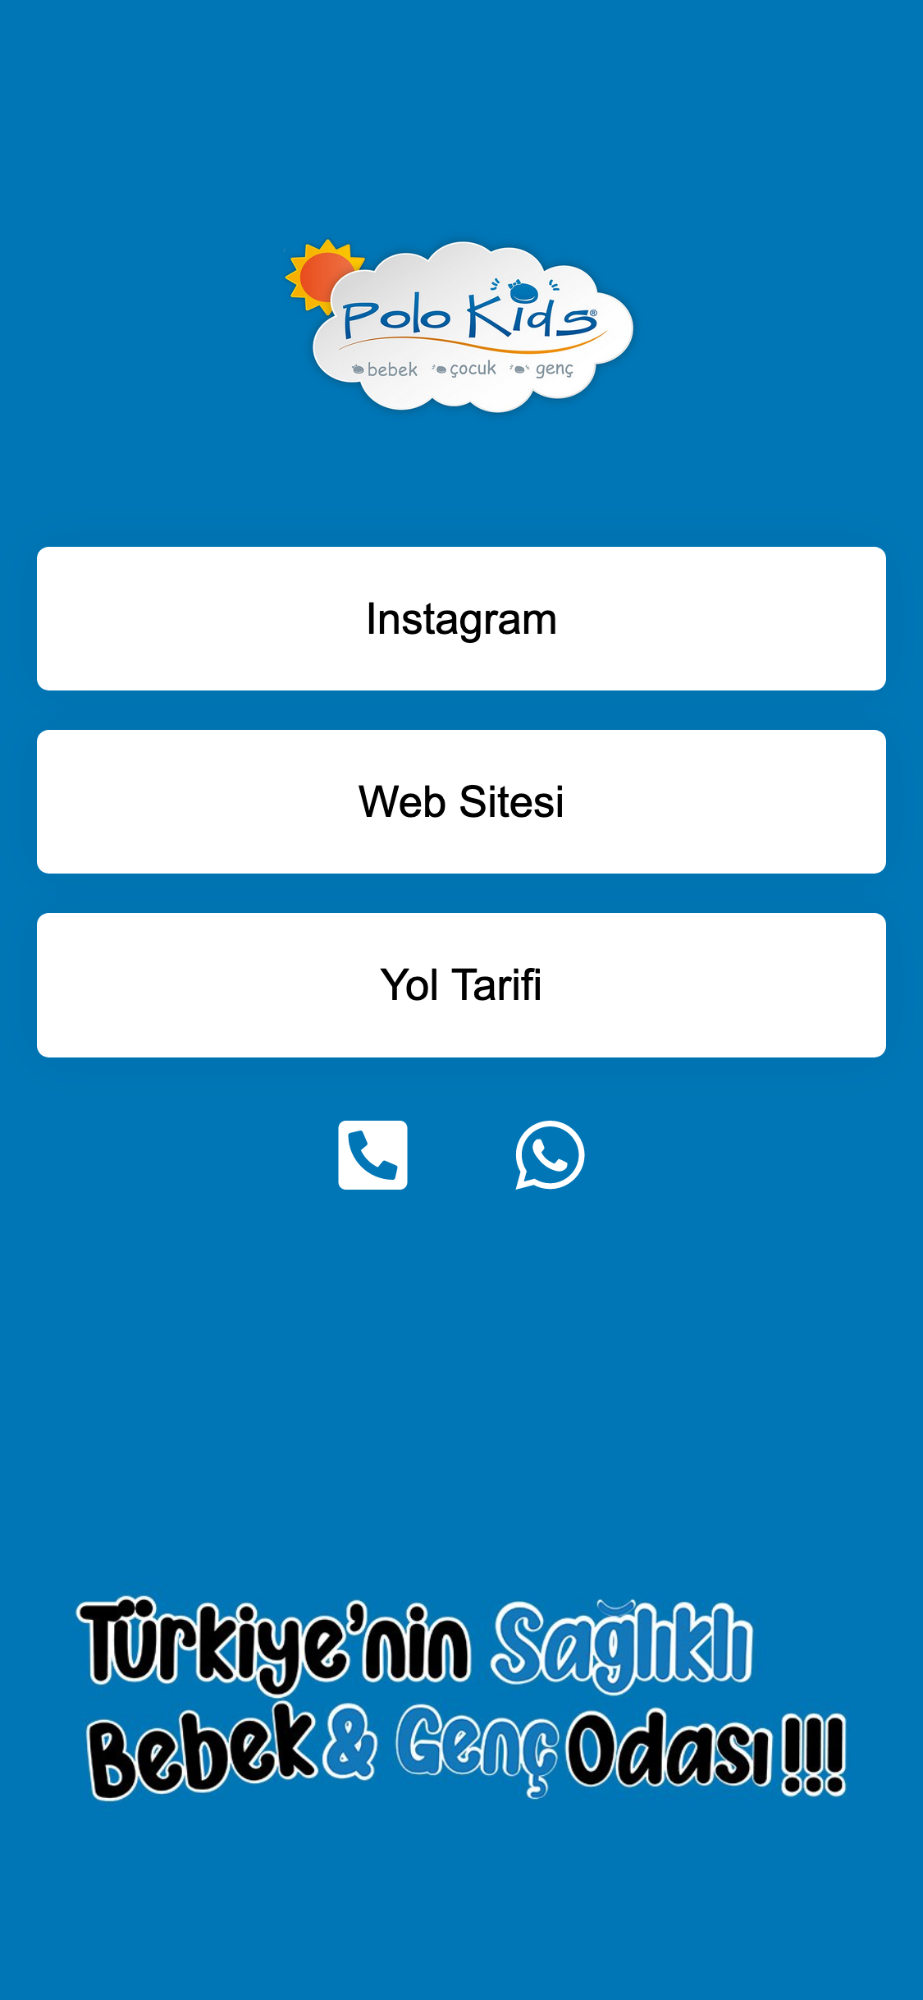 Polo Kids®
bebek çocuk genç
Instagram
Web Sitesi
Yol Tarifi
Türkiye'nin Sağlıklı
Bebek & Genç Odası !!!